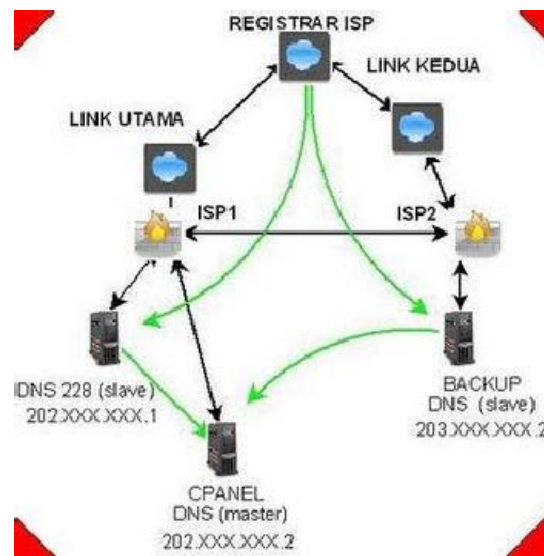 REGISTRAR ISP
LINK KEDUA
LINK UTAMA
ISP1
ISP2
IDNS 228 (slave)
202.XXX.XXX.1
BACKUP
DNS (slave)
203.XXX.XXX.2
CPANEL
DNS (master)
202.XXX.XXX.2